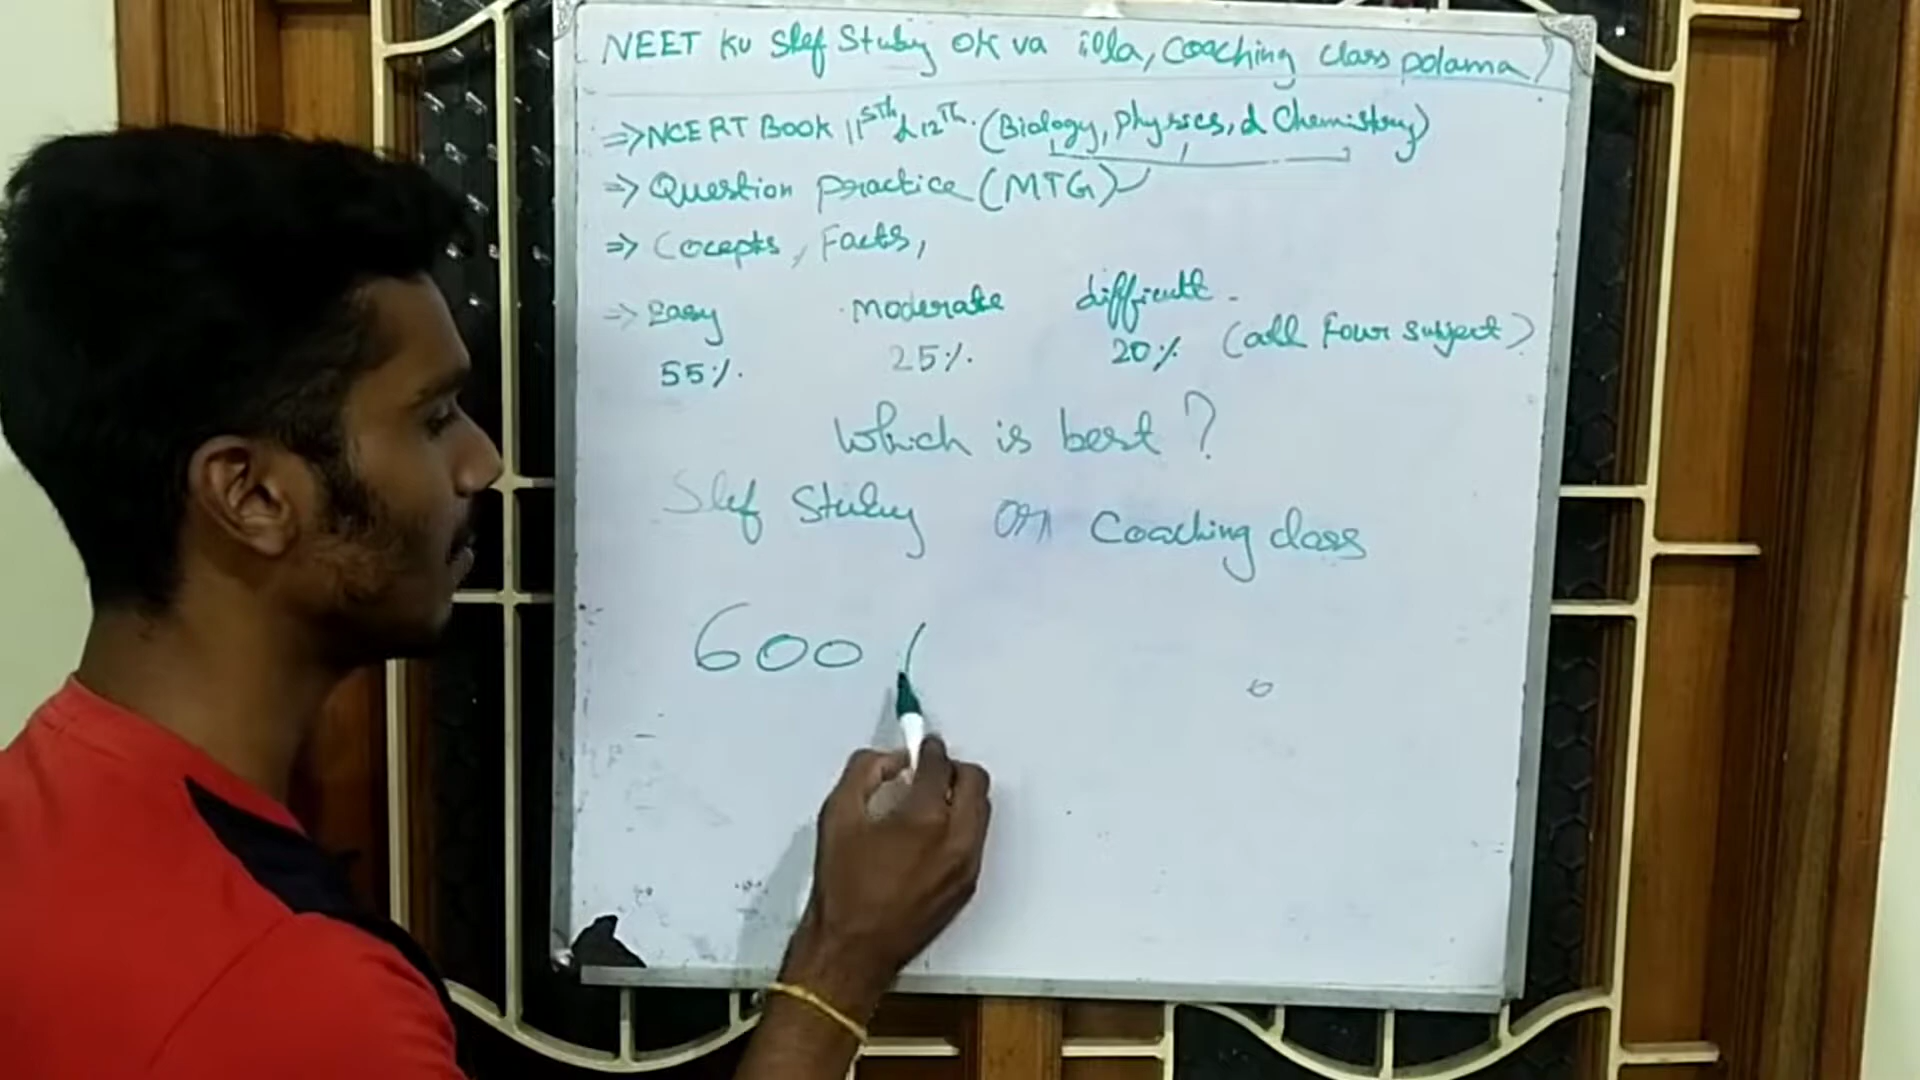 NEET ku Slef Stuby ok va illa, Coaching class polama)
=> NCERT Book 11th & 12th. (Biology, physics, & Chemistry)
=> Question practice (MTG)
=> Cocepts, Facts,
=> Easy moderate difficult
55%. 25%. 20% (all Four subject)
Which is best?
Slef Stuby or Coaching class
600 (